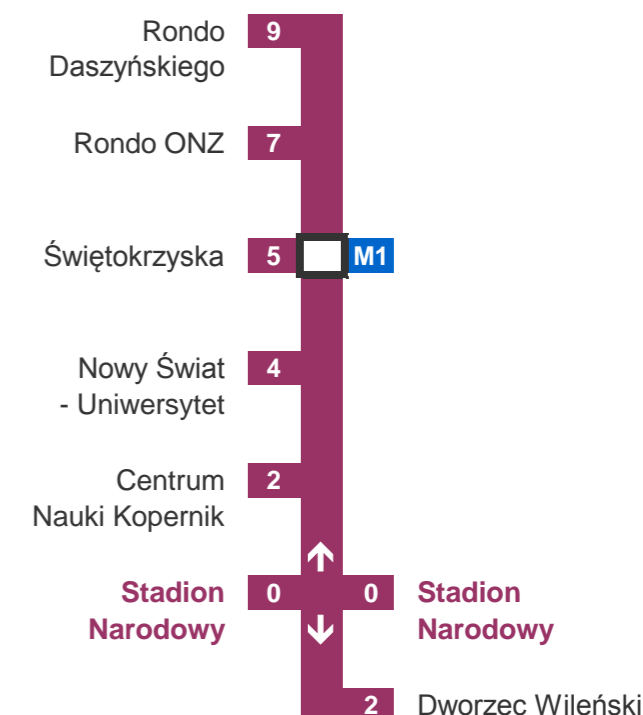 Rondo 9
Daszyńskiego
Rondo ONZ 7
Świętokrzyska 5 M1
Nowy Świat 4
- Uniwersytet
Centrum 2
Nauki Kopernik
Stadion 0 0 Stadion
Narodowy Narodowy
2 Dworzec Wileński